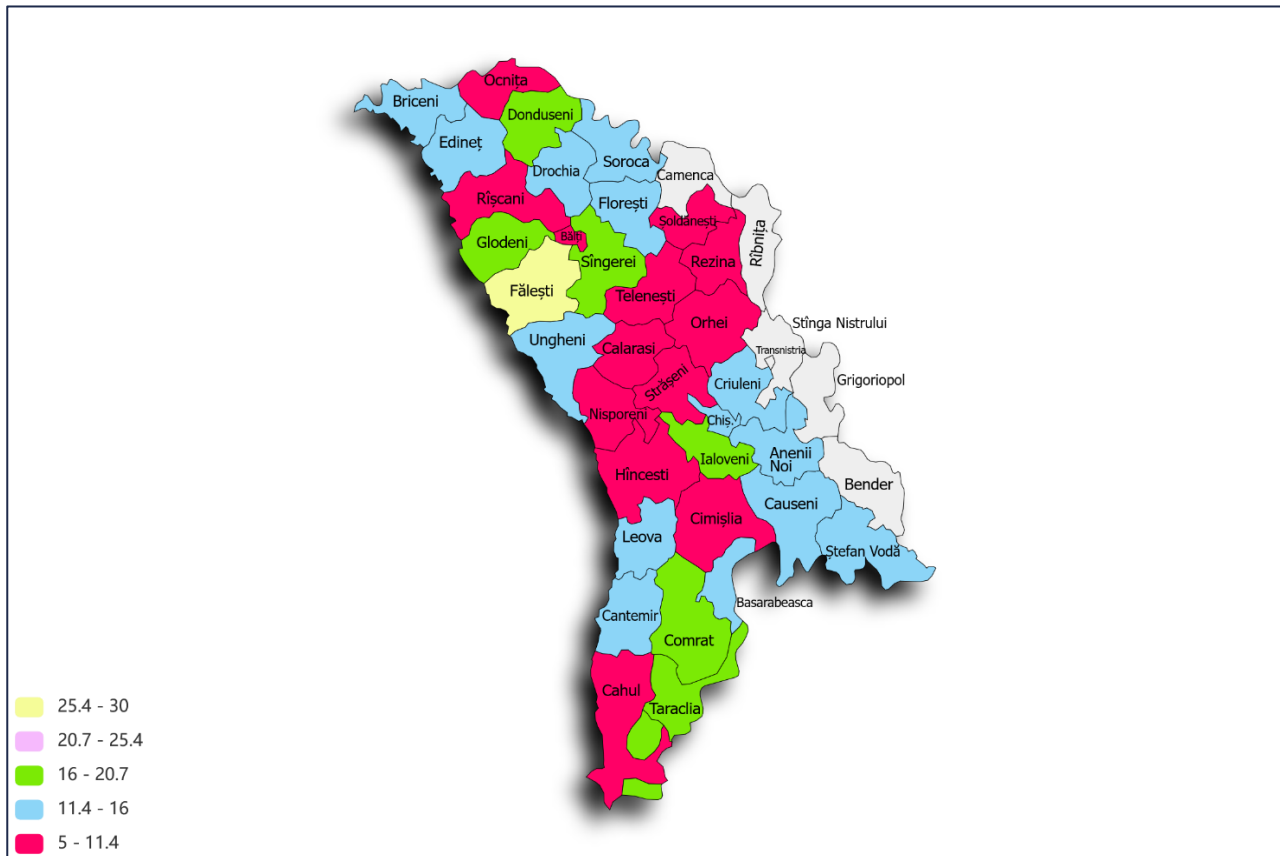 Ocnița
Briceni
Donduseni
Edineț
Soroca
Drochia
Camenca
Rîșcani
Florești
Soldănești
Bălți
Glodeni
Sîngerei
Rezina
Rîbnița
Fălești
Telenești
Orhei
Stînga Nistrului
Ungheni
Calarasi
Transnistria
Strășeni
Criuleni
Grigoriopol
Nisporeni
Chiș.
Ialoveni
Anenii
Noi
Hîncesti
Bender
Causeni
Cimișlia
Leova
Ștefan Vodă
Basarabeasca
Cantemir
Comrat
Cahul
Taraclia
25.4 - 30
20.7 - 25.4
16 - 20.7
11.4 - 16
5 - 11.4